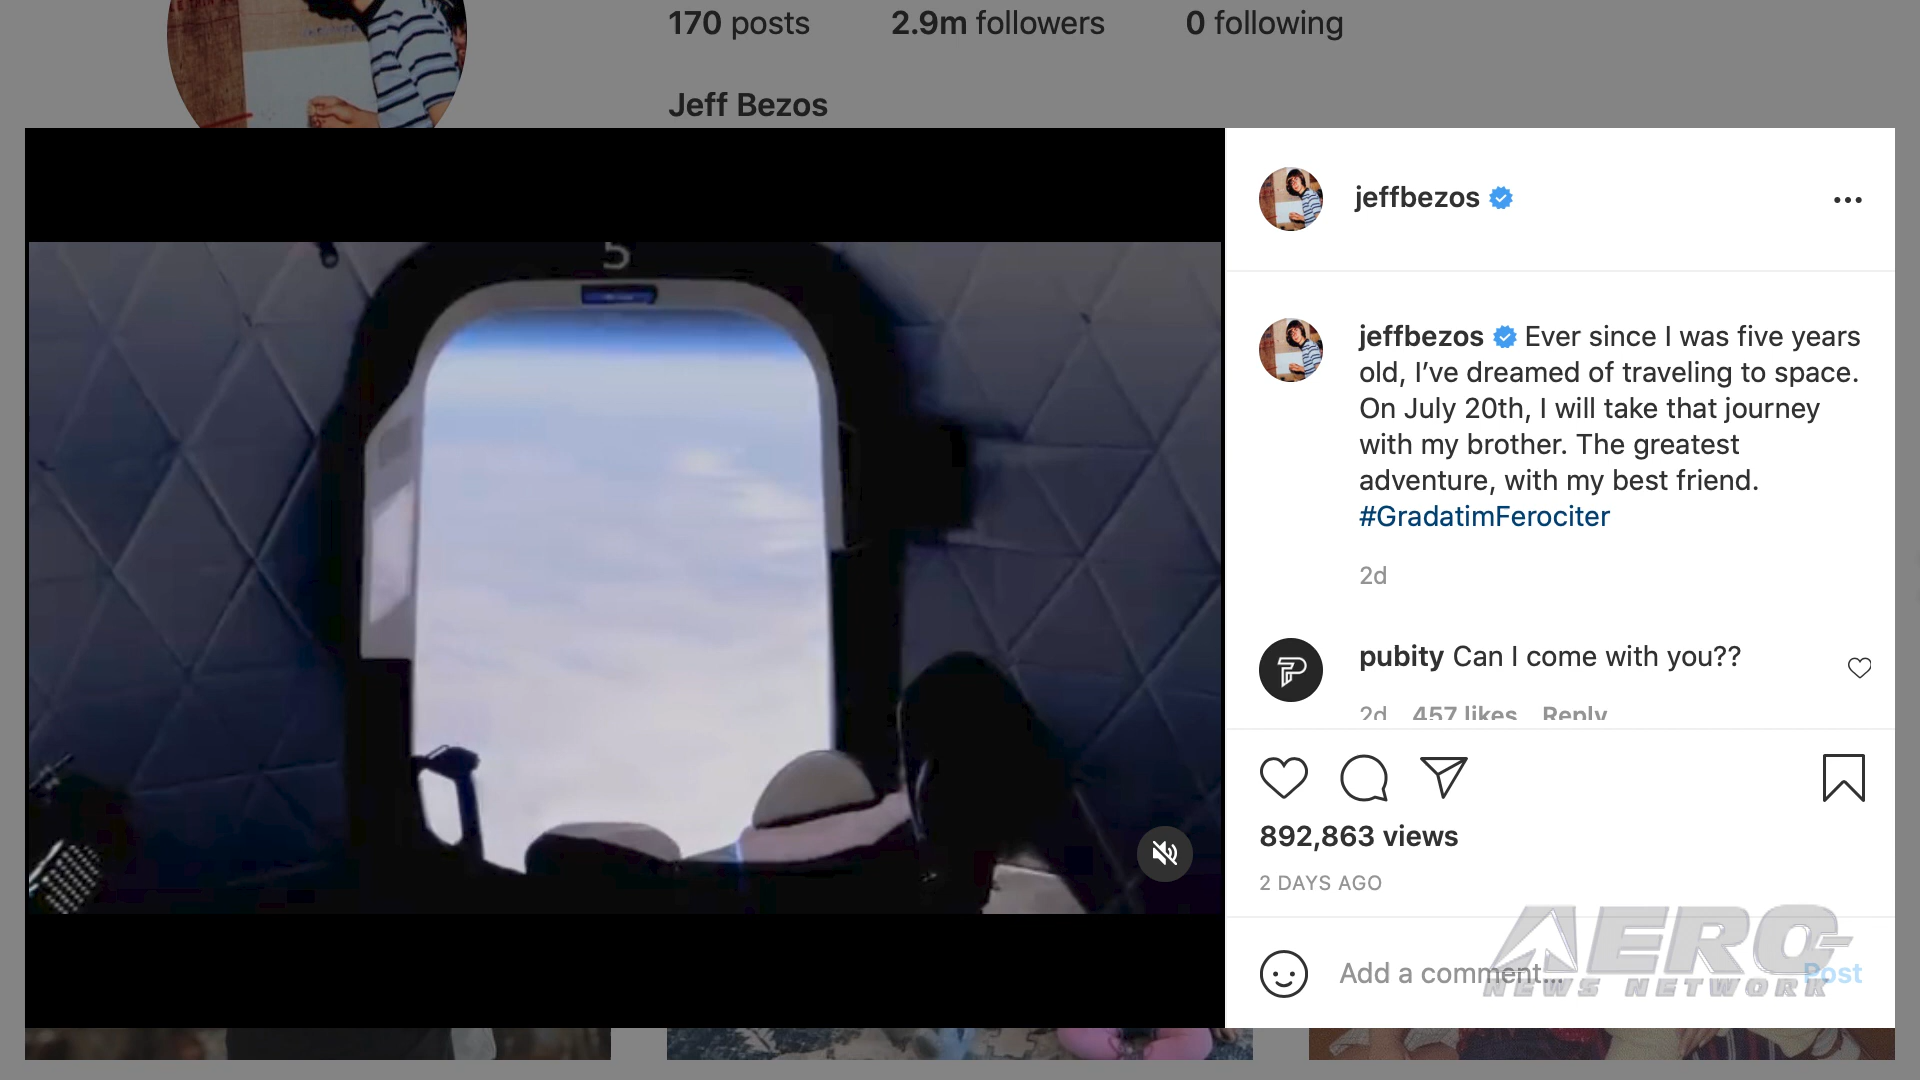 170 posts 2.9m followers 0 following
Jeff Bezos
5
jeffbezos
jeffbezos Ever since I was five years
old, I’ve dreamed of traveling to space.
On July 20th, I will take that journey
with my brother. The greatest
adventure, with my best friend.
#GradatimFerociter
2d
pubity Can I come with you??
2d 457 likes Reply
892,863 views
2 DAYS AGO
Add a comment... Post
AERO-
NEWS NETWORK